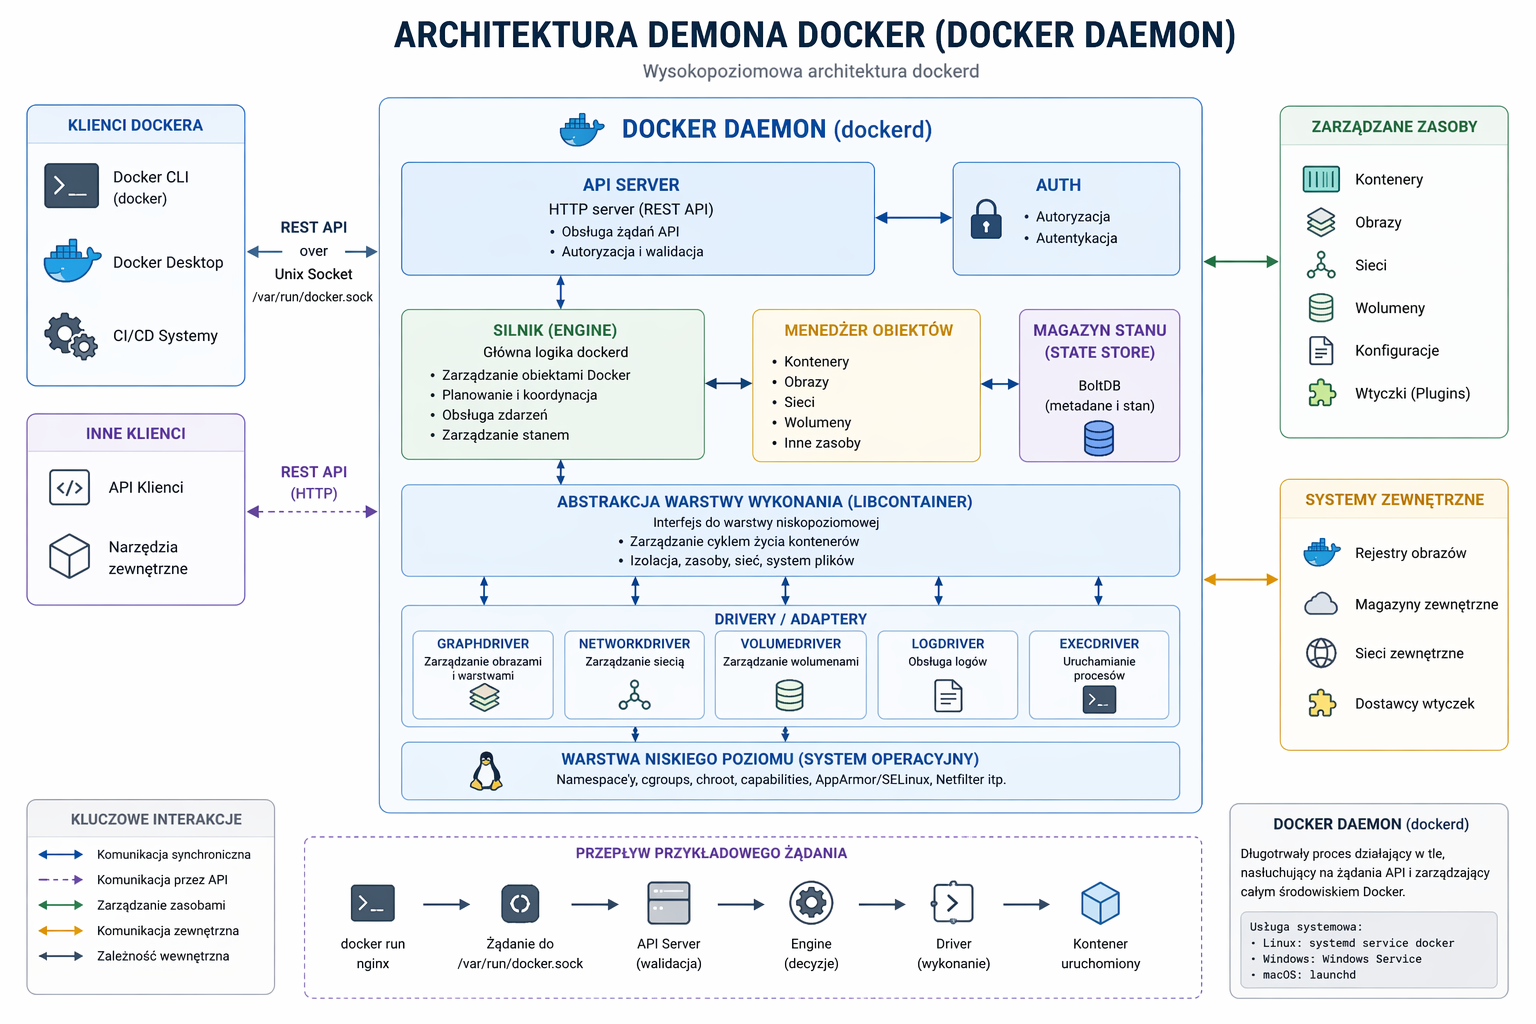 ARCHITEKTURA DEMONA DOCKER (DOCKER DAEMON)
Wysokopoziomowa architektura dockerd
KLIENCI DOCKERA
Docker CLI
(docker)
Docker Desktop
CI/CD Systemy
INNE KLIENCI
API Klienci
Narzędzia
zewnętrzne
REST API
over
Unix Socket
/var/run/docker.sock
REST API
(HTTP)
DOCKER DAEMON (dockerd)
API SERVER
HTTP server (REST API)
• Obsługa żądań API
• Autoryzacja i walidacja
AUTH
• Autoryzacja
• Autentykacja
SILNIK (ENGINE)
Główna logika dockerd
• Zarządzanie obiektami Docker
• Planowanie i koordynacja
• Obsługa zdarzeń
• Zarządzanie stanem
MENEDŻER OBIEKTÓW
• Kontenery
• Obrazy
• Sieci
• Wolumeny
• Inne zasoby
MAGAZYN STANU
(STATE STORE)
BoltDB
(metadane i stan)
ABSTRAKCJA WARSTWY WYKONANIA (LIBCONTAINER)
Interfejs do warstwy niskopoziomowej
• Zarządzanie cyklem życia kontenerów
• Izolacja, zasoby, sieć, system plików
DRIVERY / ADAPTERY
GRAPHDRIVER
Zarządzanie obrazami
i warstwami
NETWORKDRIVER
Zarządzanie siecią
VOLUMEDRIVER
Zarządzanie wolumenami
LOGDRIVER
Obsługa logów
EXECDRIVER
Uruchamianie
procesów
WARSTWA NISKIEGO POZIOMU (SYSTEM OPERACYJNY)
Namespace'y, cgroups, chroot, capabilities, AppArmor/SELinux, Netfilter itp.
ZARZĄDZANE ZASOBY
Kontenery
Obrazy
Sieci
Wolumeny
Konfiguracje
Wtyczki (Plugins)
SYSTEMY ZEWNĘTRZNE
Rejestry obrazów
Magazyny zewnętrzne
Sieci zewnętrzne
Dostawcy wtyczek
KLUCZOWE INTERAKCJE
Komunikacja synchroniczna
Komunikacja przez API
Zarządzanie zasobami
Komunikacja zewnętrzna
Zależność wewnętrzna
PRZEPŁYW PRZYKŁADOWEGO ŻĄDANIA
docker run
nginx
Żądanie do
/var/run/docker.sock
API Server
(walidacja)
Engine
(decyzje)
Driver
(wykonanie)
Kontener
uruchomiony
DOCKER DAEMON (dockerd)
Długotrwały proces działający w tle,
nasłuchujący na żądania API i zarządzający
całym środowiskiem Docker.
Usługa systemowa:
• Linux: systemd service docker
• Windows: Windows Service
• macOS: launchd